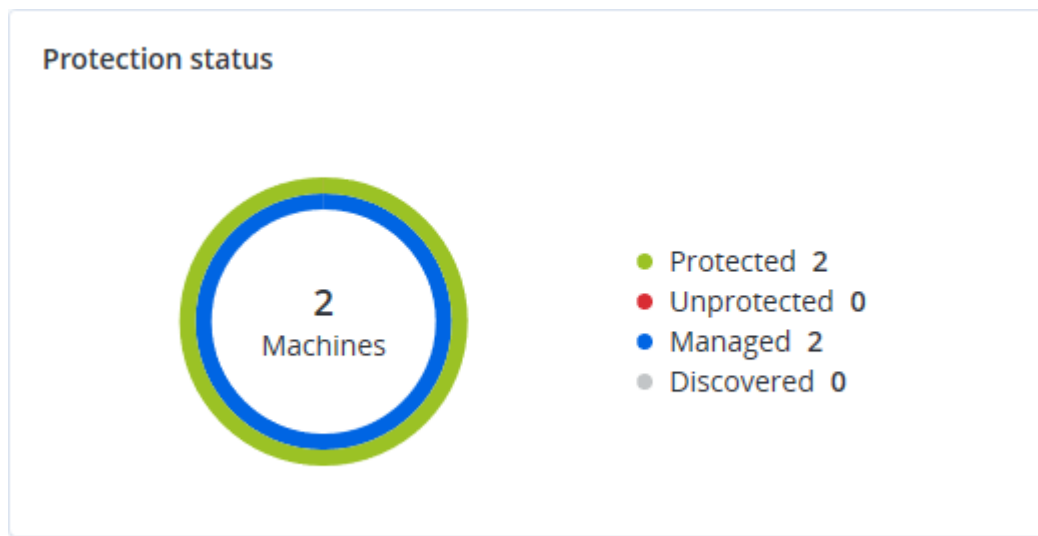 Protection status
2
Machines
Protected 2
Unprotected 0
Managed 2
Discovered 0